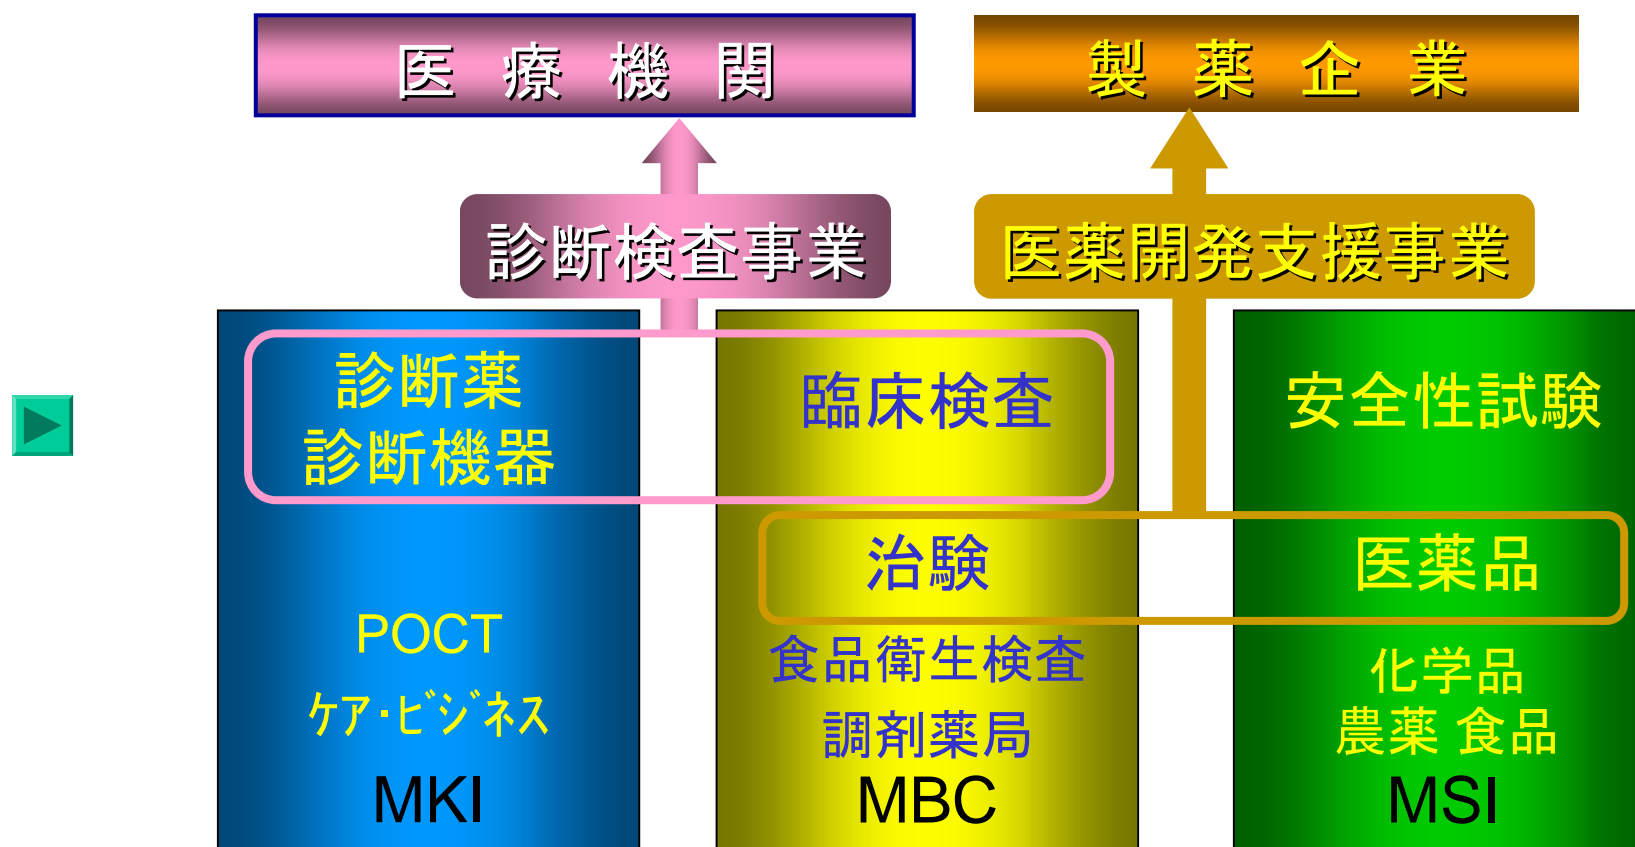 医療機関
製薬企業
診断検査事業
医薬開発支援事業
診断薬
診断機器
POCT
ｹｱ･ﾋﾞｼﾞﾈｽ
MKI
臨床検査
治験
食品衛生検査
調剤薬局
MBC
安全性試験
医薬品
化学品
農薬 食品
MSI